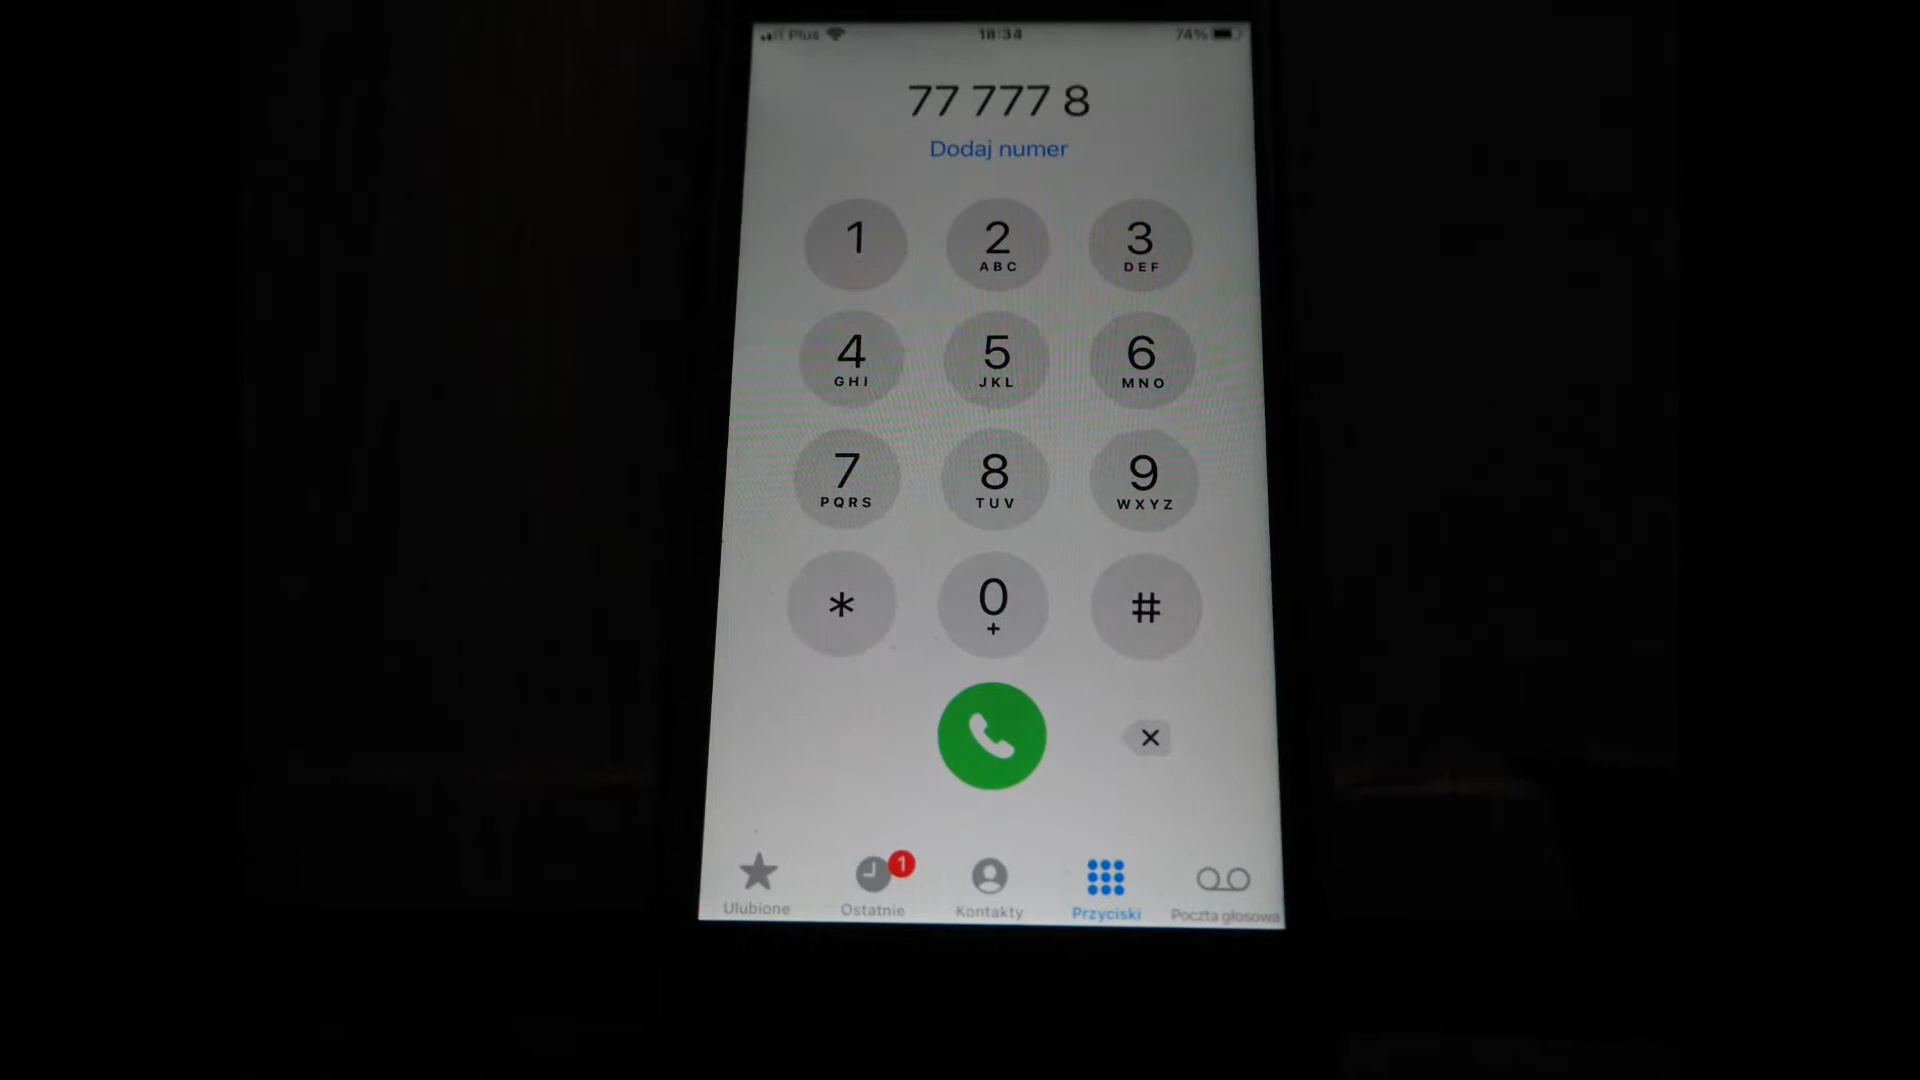 Plus 18:34 74%
77 777 8
Dodaj numer
1 2 3
ABC DEF
4 5 6
GHI JKL MNO
7 8 9
PQRS TUV WXYZ
* 0 #
+
1
Ulubione Ostatnie Kontakty Przyciski Poczta głosowa